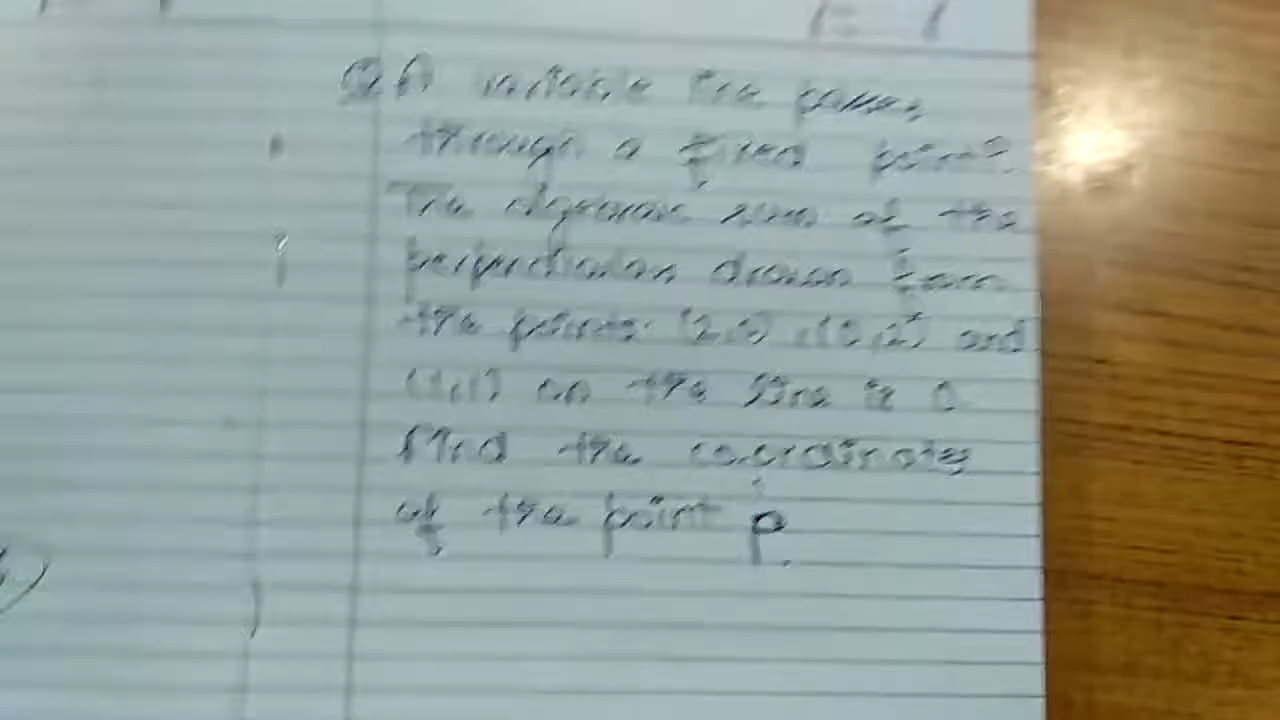 Q A variable line passes
through a fixed point P.
The algebraic sum of the
perpendiculars drawn from
the points (2,0), (0,2) and
(1,1) on the line is 0.
Find the coordinates
of the point P.